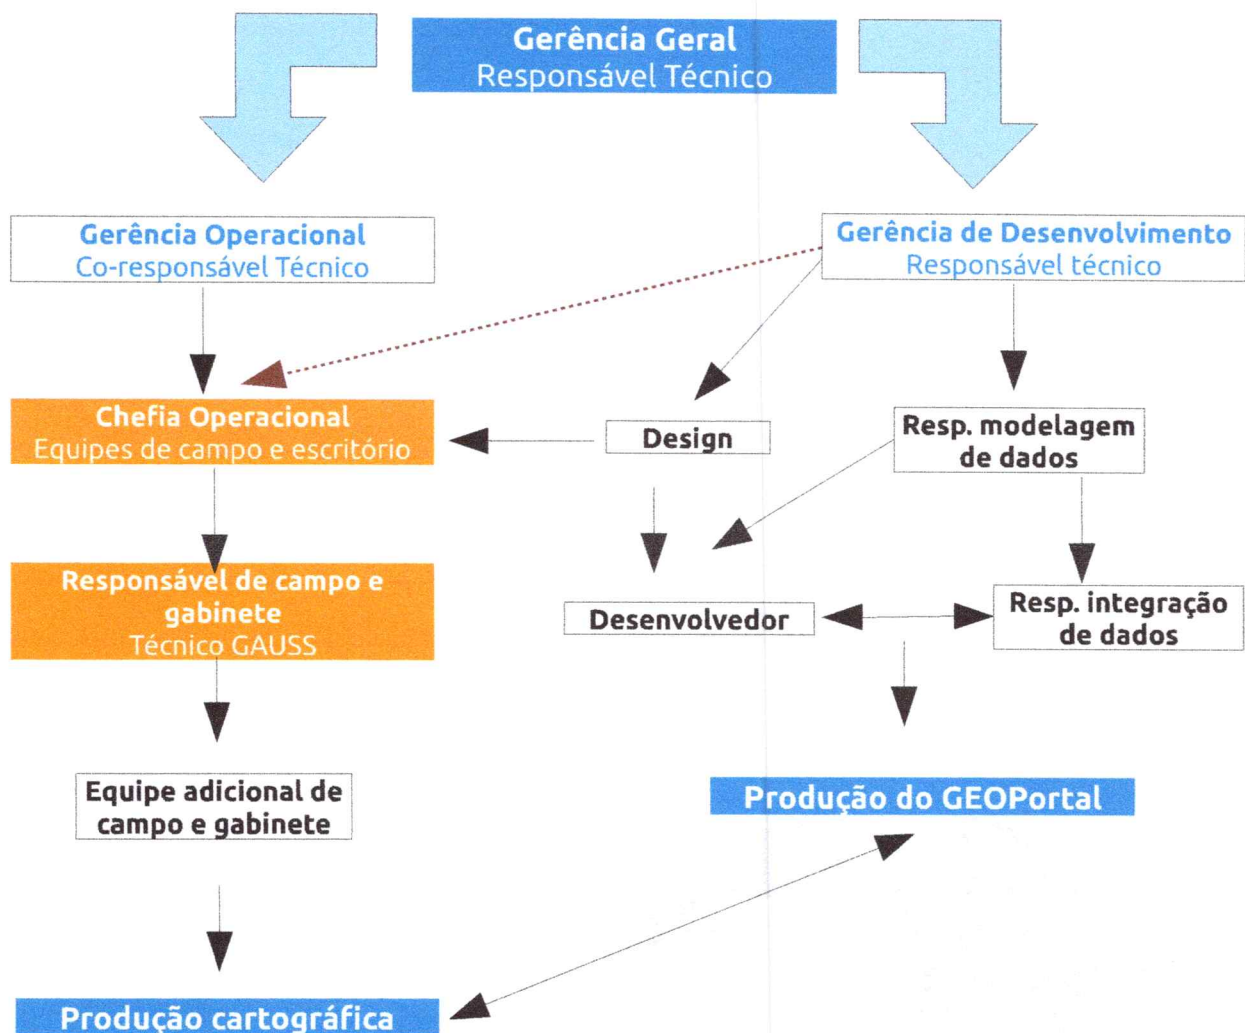 Gerência Geral
Responsável Técnico
Gerência Operacional
Co-responsável Técnico
Gerência de Desenvolvimento
Responsável técnico
Chefia Operacional
Equipes de campo e escritório
Design
Resp. modelagem
de dados
Responsável de campo e
gabinete
Técnico GAUSS
Desenvolvedor
Resp. integração
de dados
Equipe adicional de
campo e gabinete
Produção do GEOPortal
Produção cartográfica